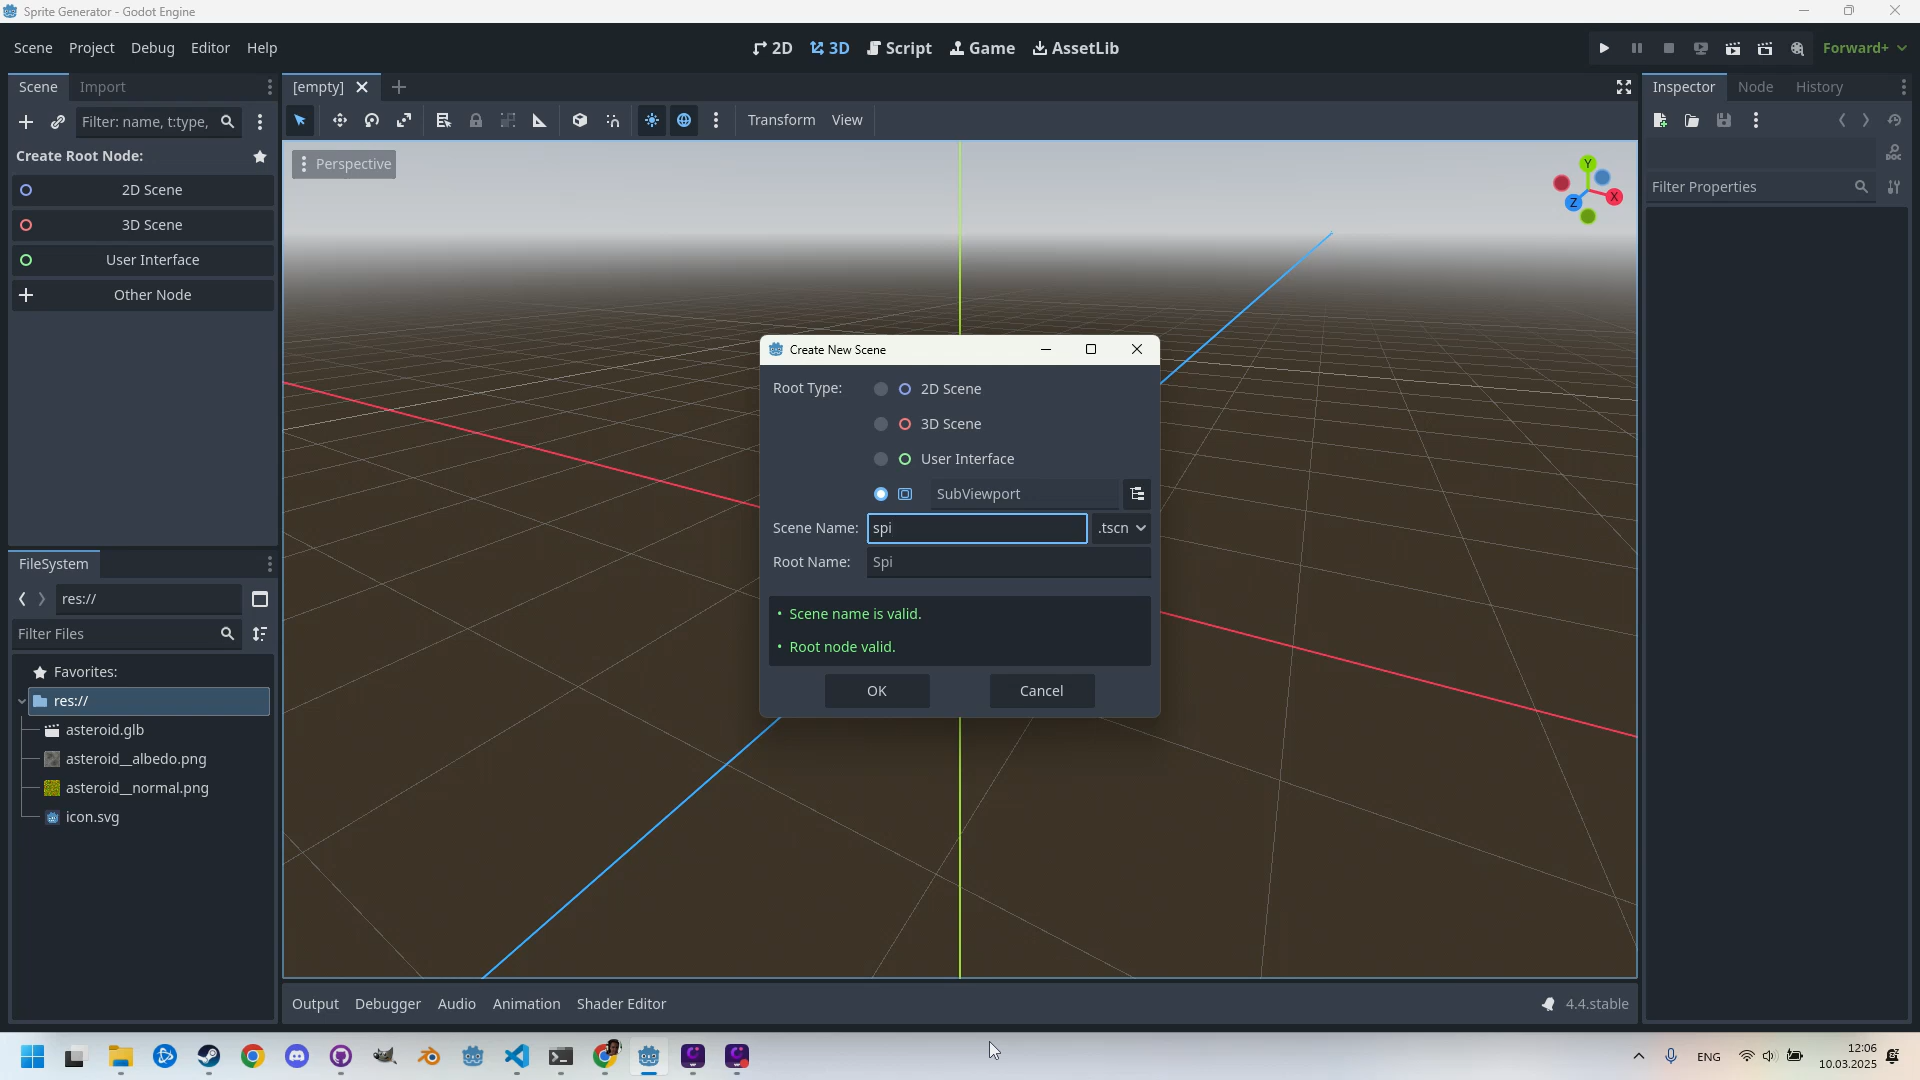 Sprite Generator - Godot Engine
Scene Project Debug Editor Help
2D 3D Script Game AssetLib
Forward+
Scene Import
[empty]
Inspector Node History
Filter: name, t:type,
Transform View
Create Root Node:
2D Scene
3D Scene
User Interface
Other Node
Perspective
Y
X
Z
DOC
Filter Properties
Create New Scene
Root Type:
2D Scene
3D Scene
User Interface
SubViewport
Scene Name: spi .tscn
Root Name: Spi
• Scene name is valid.
• Root node valid.
OK Cancel
FileSystem
res://
Filter Files
Favorites:
res://
asteroid.glb
asteroid__albedo.png
asteroid__normal.png
icon.svg
Output Debugger Audio Animation Shader Editor
4.4.stable
ENG
12:06
10.03.2025